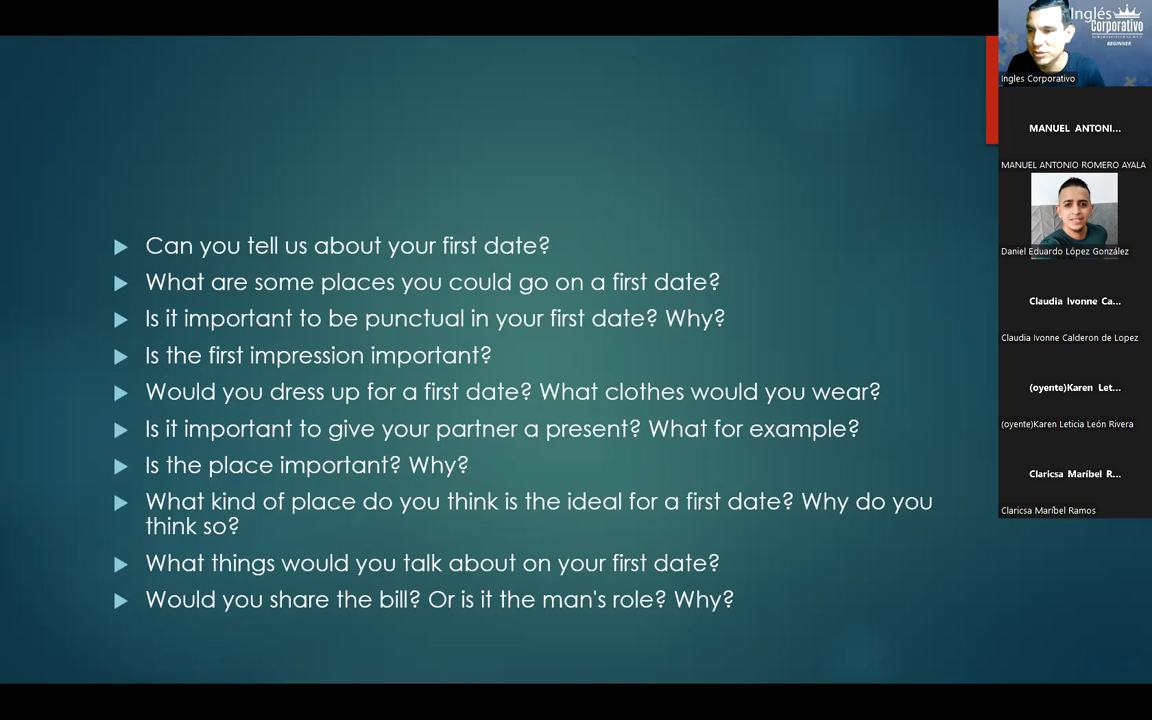 Can you tell us about your first date?
What are some places you could go on a first date?
Is it important to be punctual in your first date? Why?
Is the first impression important?
Would you dress up for a first date? What clothes would you wear?
Is it important to give your partner a present? What for example?
Is the place important? Why?
What kind of place do you think is the ideal for a first date? Why do you
think so?
What things would you talk about on your first date?
Would you share the bill? Or is it the man's role? Why?
Inglés
Corporativo
BEGINNER
Ingles Corporativo
MANUEL ANTONI...
MANUEL ANTONIO ROMERO AYALA
Daniel Eduardo López González
Claudia Ivonne Ca...
Claudia Ivonne Calderon de Lopez
(oyente)Karen Let...
(oyente)Karen Leticia León Rivera
Claricsa Maríbel R...
Claricsa Maríbel Ramos